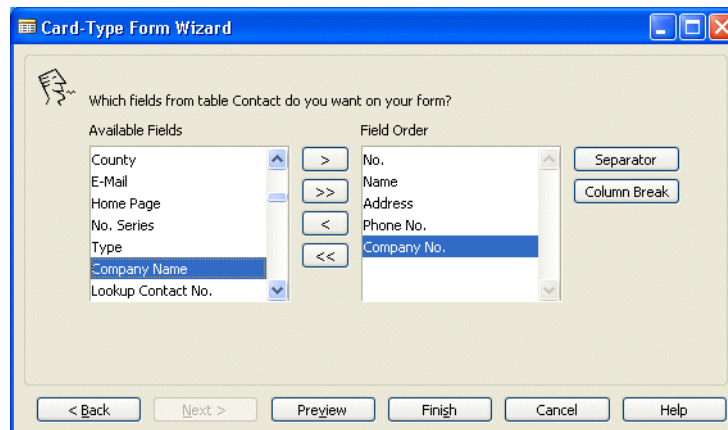 Card-Type Form Wizard
Which fields from table Contact do you want on your form?
Available Fields
Field Order
County
E-Mail
Home Page
No. Series
Type
Company Name
Lookup Contact No.
>
>>
<
<<
No.
Name
Address
Phone No.
Company No.
Separator
Column Break
< Back
Next >
Preview
Finish
Cancel
Help